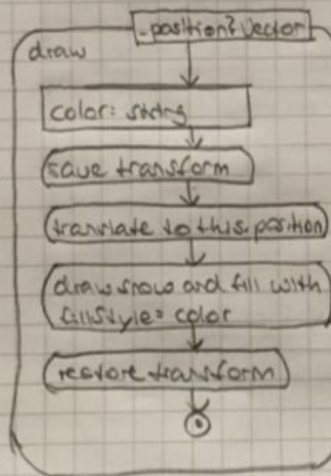 _position: Vector
draw
color: string
save transform
translate to this.position
draw snow and fill with
fillStyle = color
restore transform